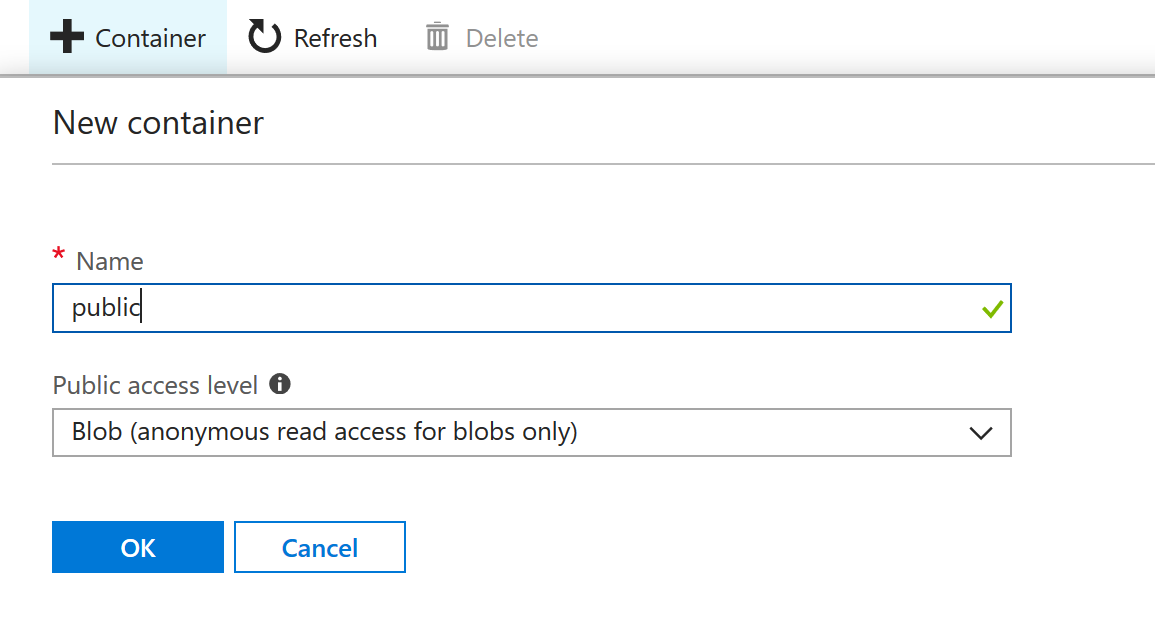 Container Refresh Delete
New container
* Name
public
Public access level
Blob (anonymous read access for blobs only)
OK Cancel